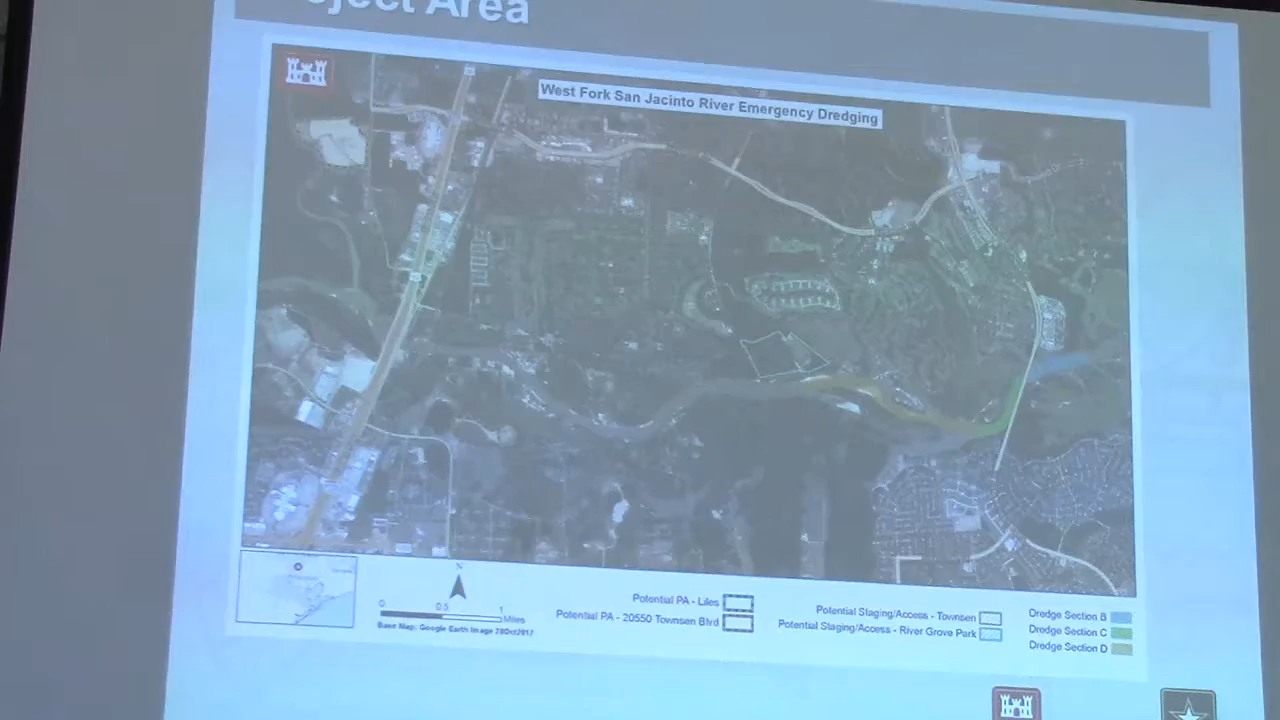 Project Area
West Fork San Jacinto River Emergency Dredging
N
0 0.5 1
Miles
Base Map: Google Earth Image 28Oct2017
Potential PA - Liles
Potential PA - 20550 Townsen Blvd
Potential Staging/Access - Townsen
Potential Staging/Access - River Grove Park
Dredge Section B
Dredge Section C
Dredge Section D